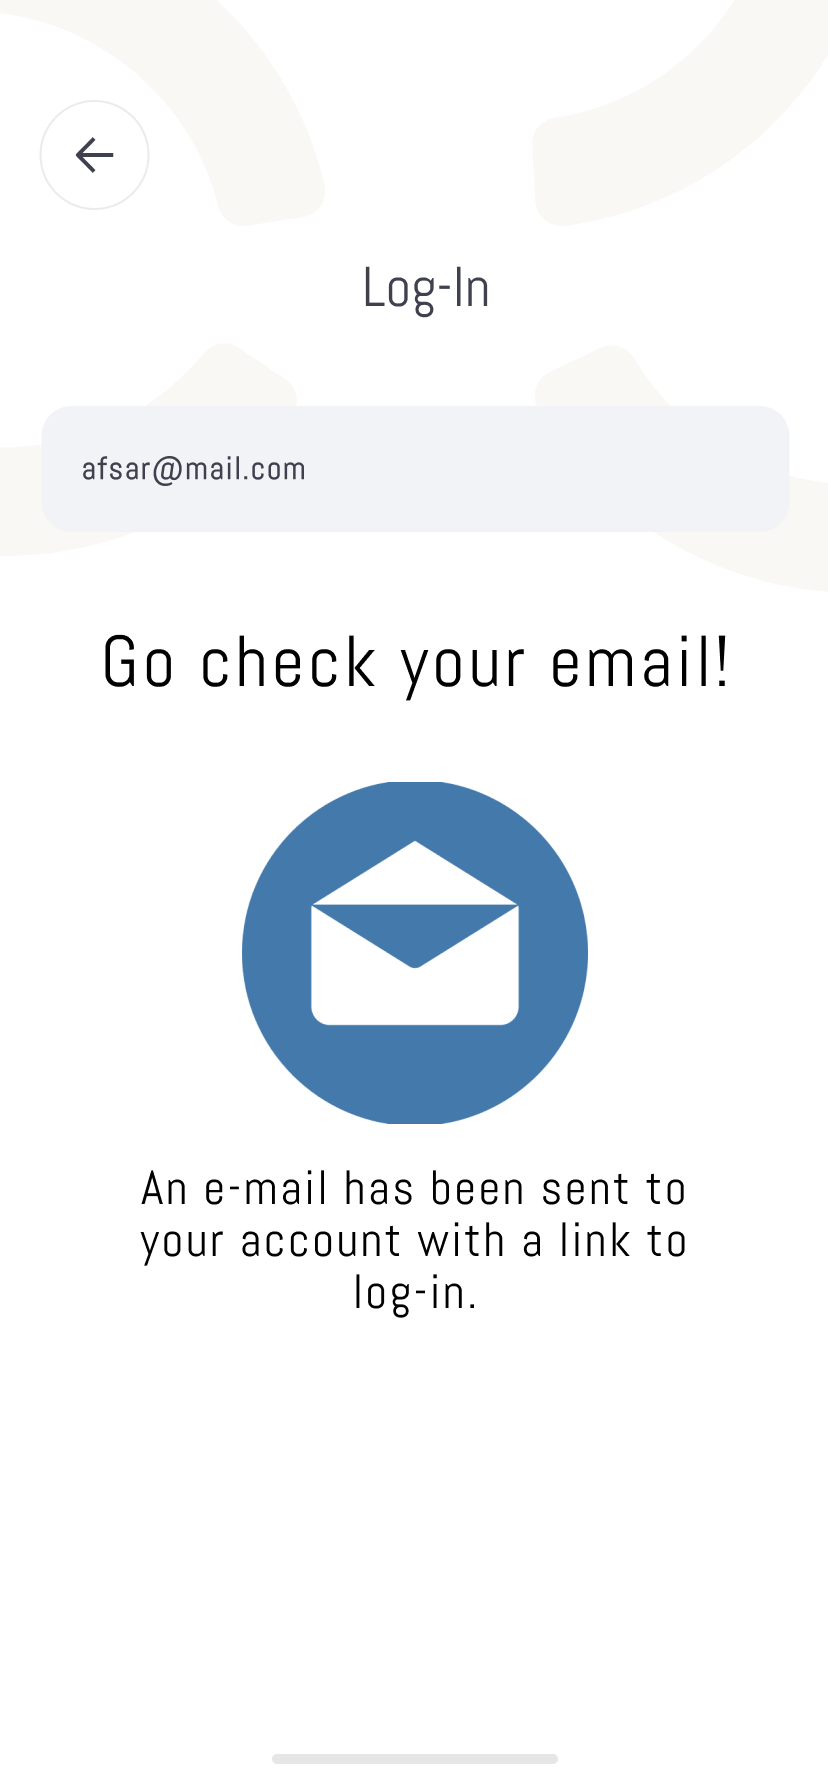 Log-In
afsar@mail.com
Go check your email!
An e-mail has been sent to
your account with a link to
log-in.